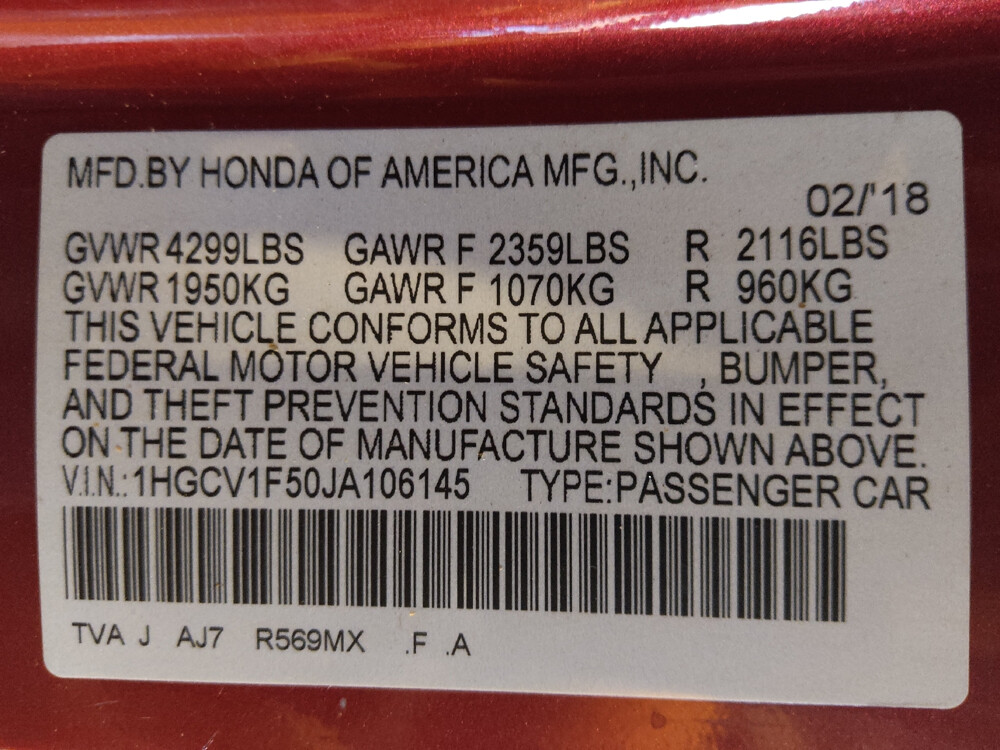 MFD.BY HONDA OF AMERICA MFG.,INC.
02/'18
GVWR 4299LBS GAWR F 2359LBS R 2116LBS
GVWR 1950KG GAWR F 1070KG R 960KG
THIS VEHICLE CONFORMS TO ALL APPLICABLE
FEDERAL MOTOR VEHICLE SAFETY , BUMPER,
AND THEFT PREVENTION STANDARDS IN EFFECT
ON THE DATE OF MANUFACTURE SHOWN ABOVE.
V.I.N.:1HGCV1F50JA106145 TYPE:PASSENGER CAR
TVA J AJ7 R569MX .F .A